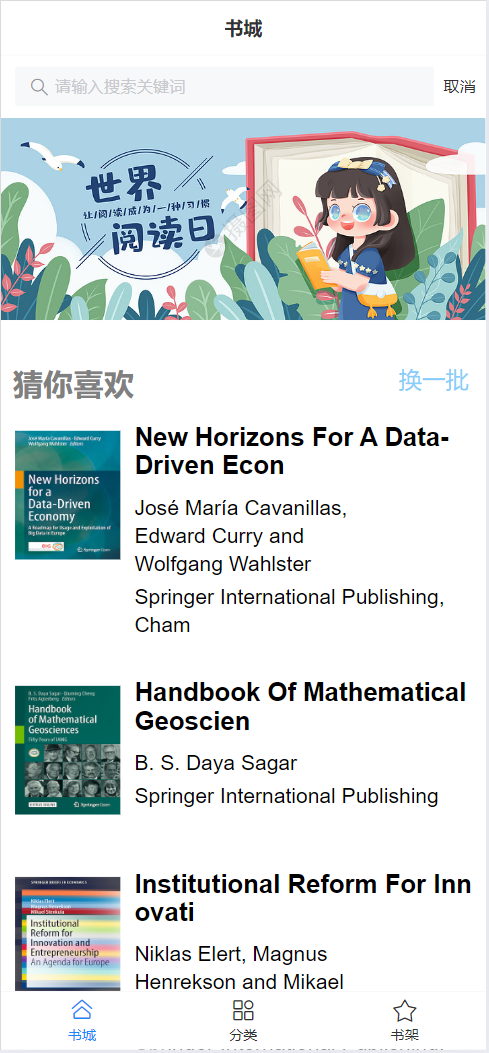 书城
请输入搜索关键词
取消
世界
让/阅/读/成/为/一/种/习/惯
阅读日
猜你喜欢
换一批
José María Cavanillas · Edward Curry
Wolfgang Wahlster Editors
New Horizons
for a
Data-Driven
Economy
A Roadmap for Usage and Exploitation of
Big Data in Europe
Springer Open
New Horizons For A Data-
Driven Econ
José María Cavanillas,
Edward Curry and
Wolfgang Wahlster
Springer International Publishing,
Cham
B. S. Daya Sagar · Qiuming Cheng
Frits Agterberg Editors
Handbook
of Mathematical
Geosciences
Fifty Years of IAMG
Springer Open
Handbook Of Mathematical
Geoscien
B. S. Daya Sagar
Springer International Publishing
SPRINGER BRIEFS IN ECONOMICS
Niklas Elert
Magnus Henrekson
Mikael Stenkula
Institutional
Reform for
Innovation and
Entrepreneurship
An Agenda for Europe
Institutional Reform For Inn
ovati
Niklas Elert, Magnus
Henrekson and Mikael
书城
分类
书架